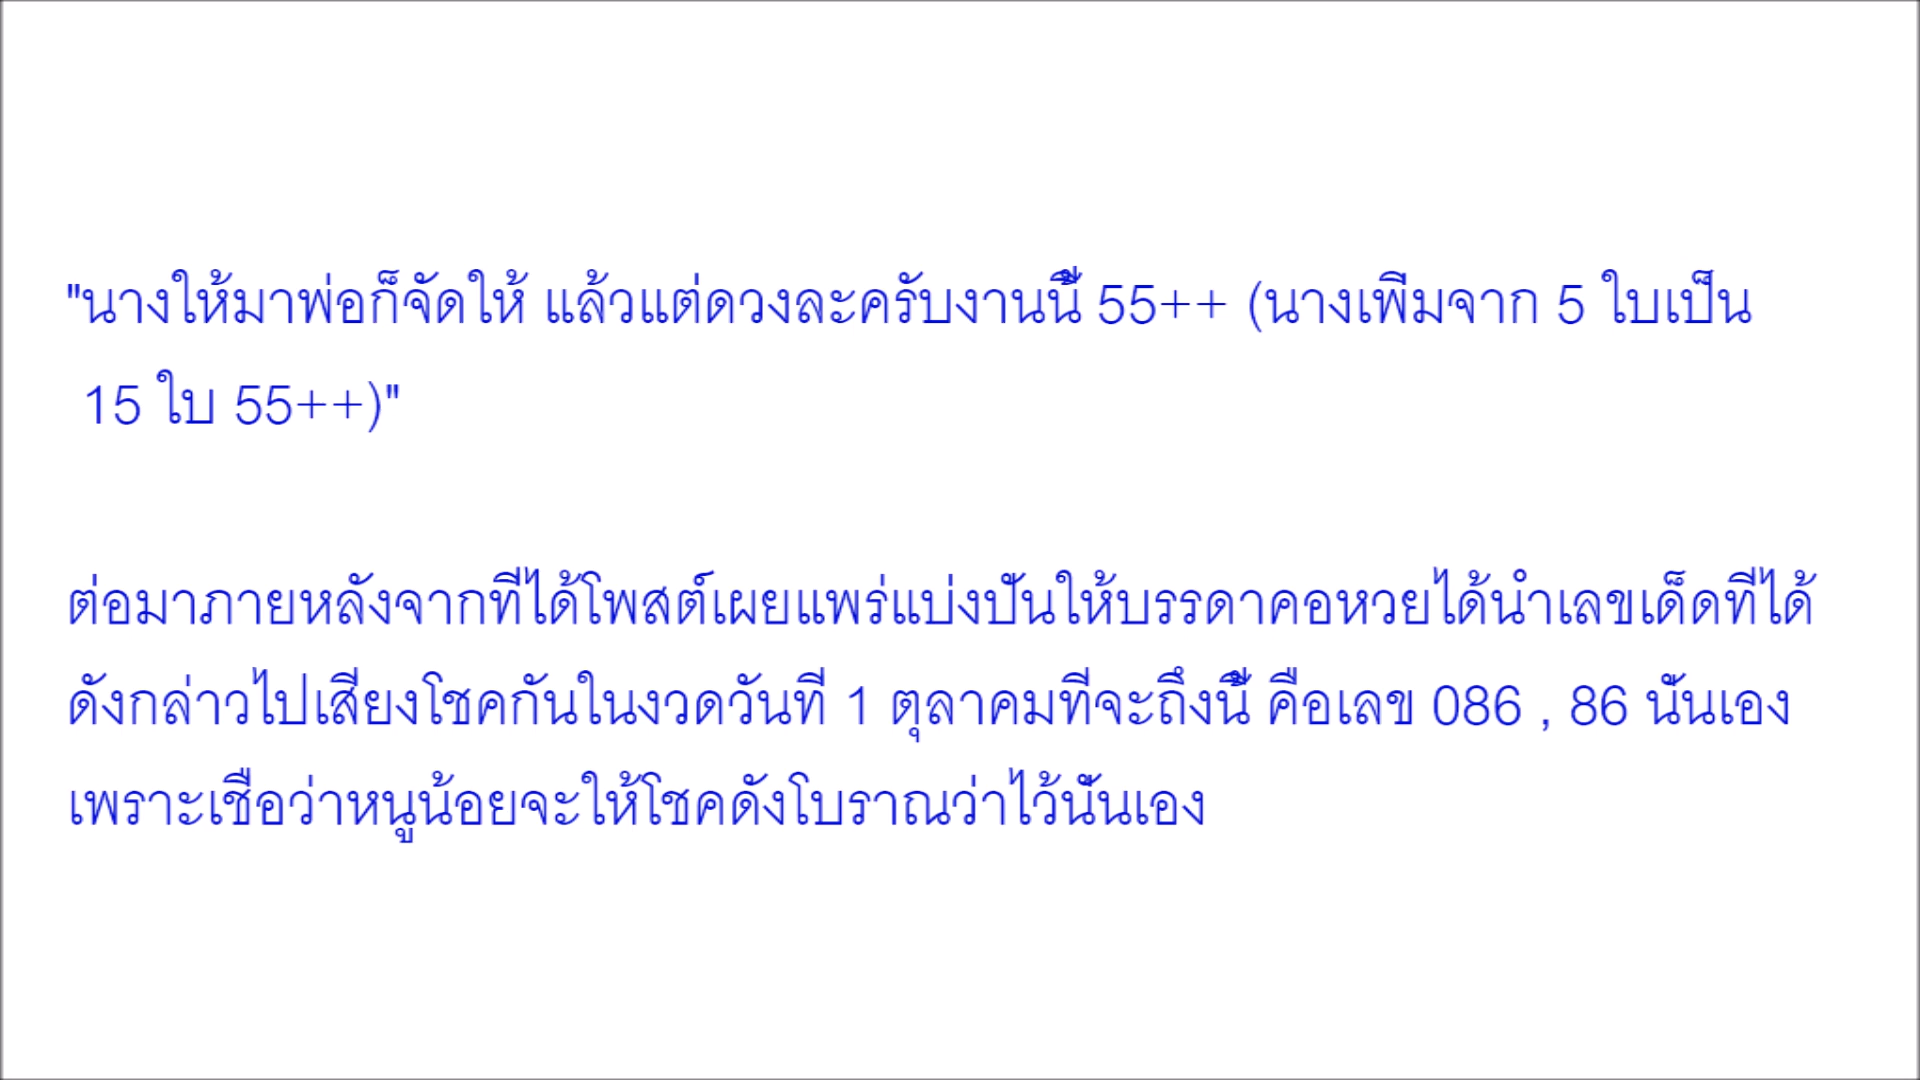 "นางให้มาพ่อก็จัดให้ แล้วแต่ดวงละครับงานนี้ 55++ (นางเพิ่มจาก 5 ใบเป็น
15 ใบ 55++)"
ต่อมาภายหลังจากที่ได้โพสต์เผยแพร่แบ่งปันให้บรรดาคอหวยได้นำเลขเด็ดที่ได้
ดังกล่าวไปเสี่ยงโชคกันในงวดวันที่ 1 ตุลาคมที่จะถึงนี้ คือเลข 086 , 86 นั่นเอง
เพราะเชื่อว่าหนูน้อยจะให้โชคดังโบราณว่าไว้นั่นเอง